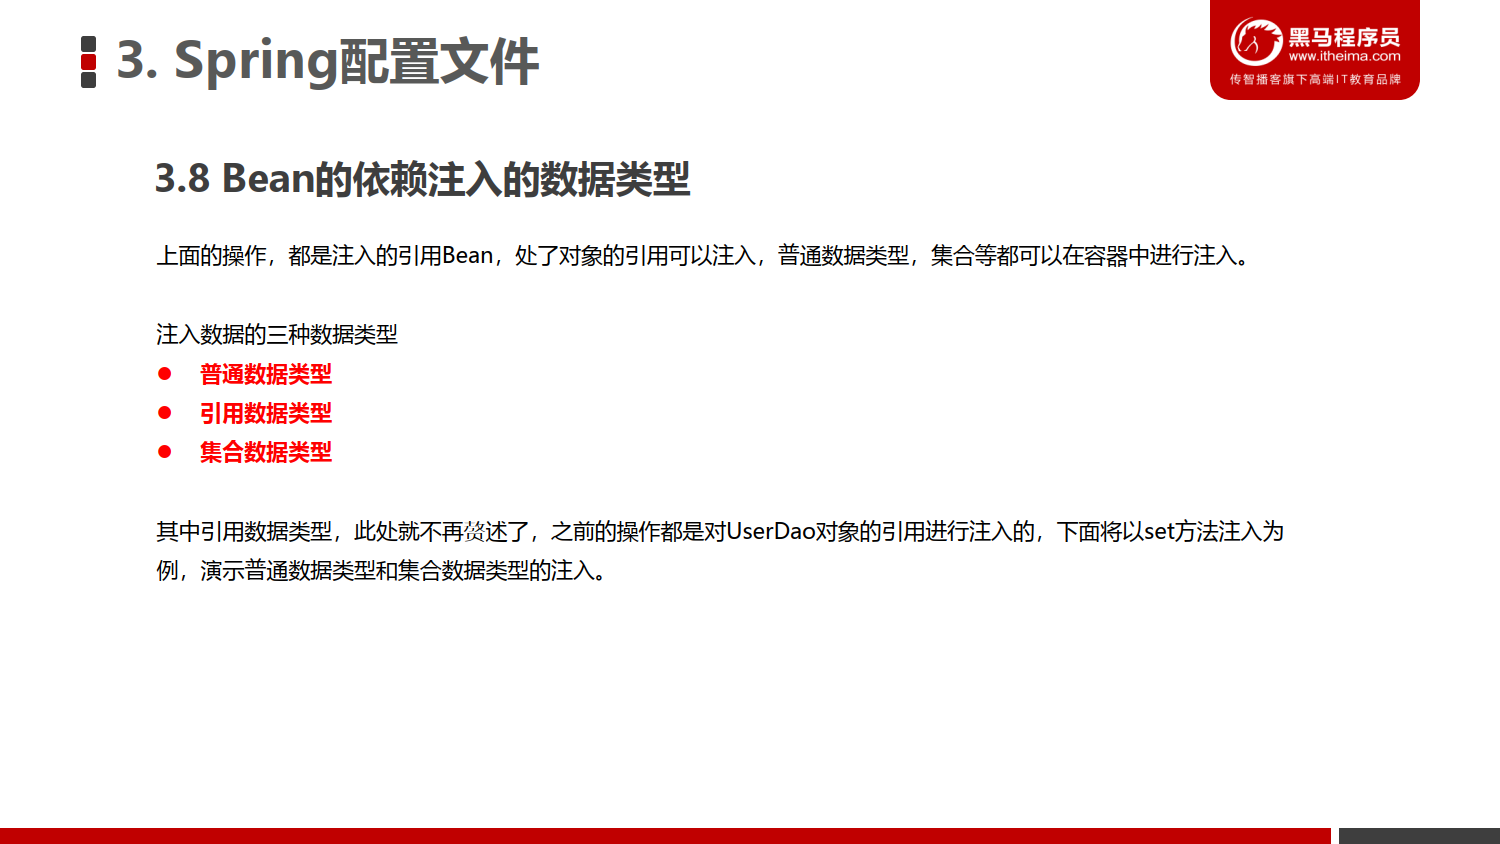 3. Spring配置文件
黑马程序员
www.itheima.com
传智播客旗下高端IT教育品牌
3.8 Bean的依赖注入的数据类型
上面的操作，都是注入的引用Bean，处了对象的引用可以注入，普通数据类型，集合等都可以在容器中进行注入。
注入数据的三种数据类型
● 普通数据类型
● 引用数据类型
● 集合数据类型
其中引用数据类型，此处就不再赘述了，之前的操作都是对UserDao对象的引用进行注入的，下面将以set方法注入为
例，演示普通数据类型和集合数据类型的注入。